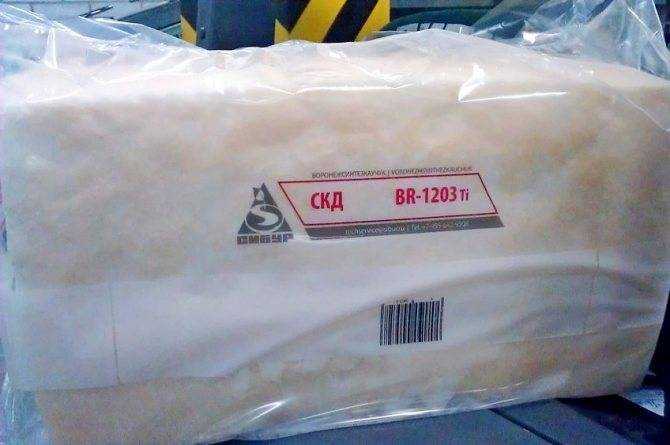 ВОРОНЕЖСИНТЕЗКАУЧУК | VORONEZHSINTEZKAUCHUK
СКД BR-1203 Ti
СИБУР